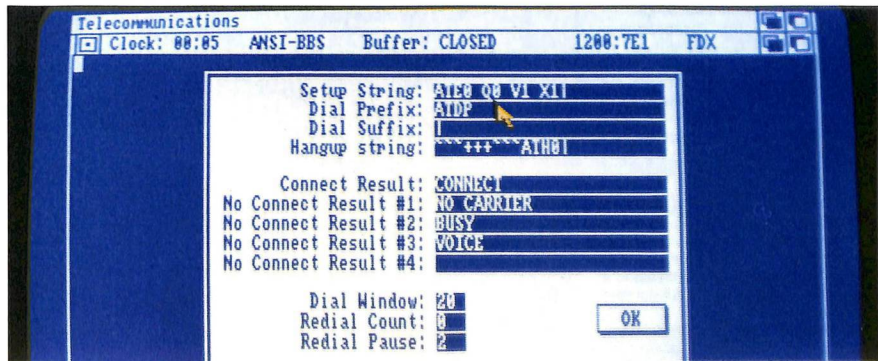 Telecommunications
Clock: 00:05 ANSI-BBS Buffer: CLOSED 1200:7E1 FDX
Setup String: ATE0 Q0 V1 X1|
Dial Prefix: ATDP
Dial Suffix: |
Hangup string: ```+++```ATH0|
Connect Result: CONNECT
No Connect Result #1: NO CARRIER
No Connect Result #2: BUSY
No Connect Result #3: VOICE
No Connect Result #4:
Dial Window: 20
Redial Count: 0
OK
Redial Pause: 2